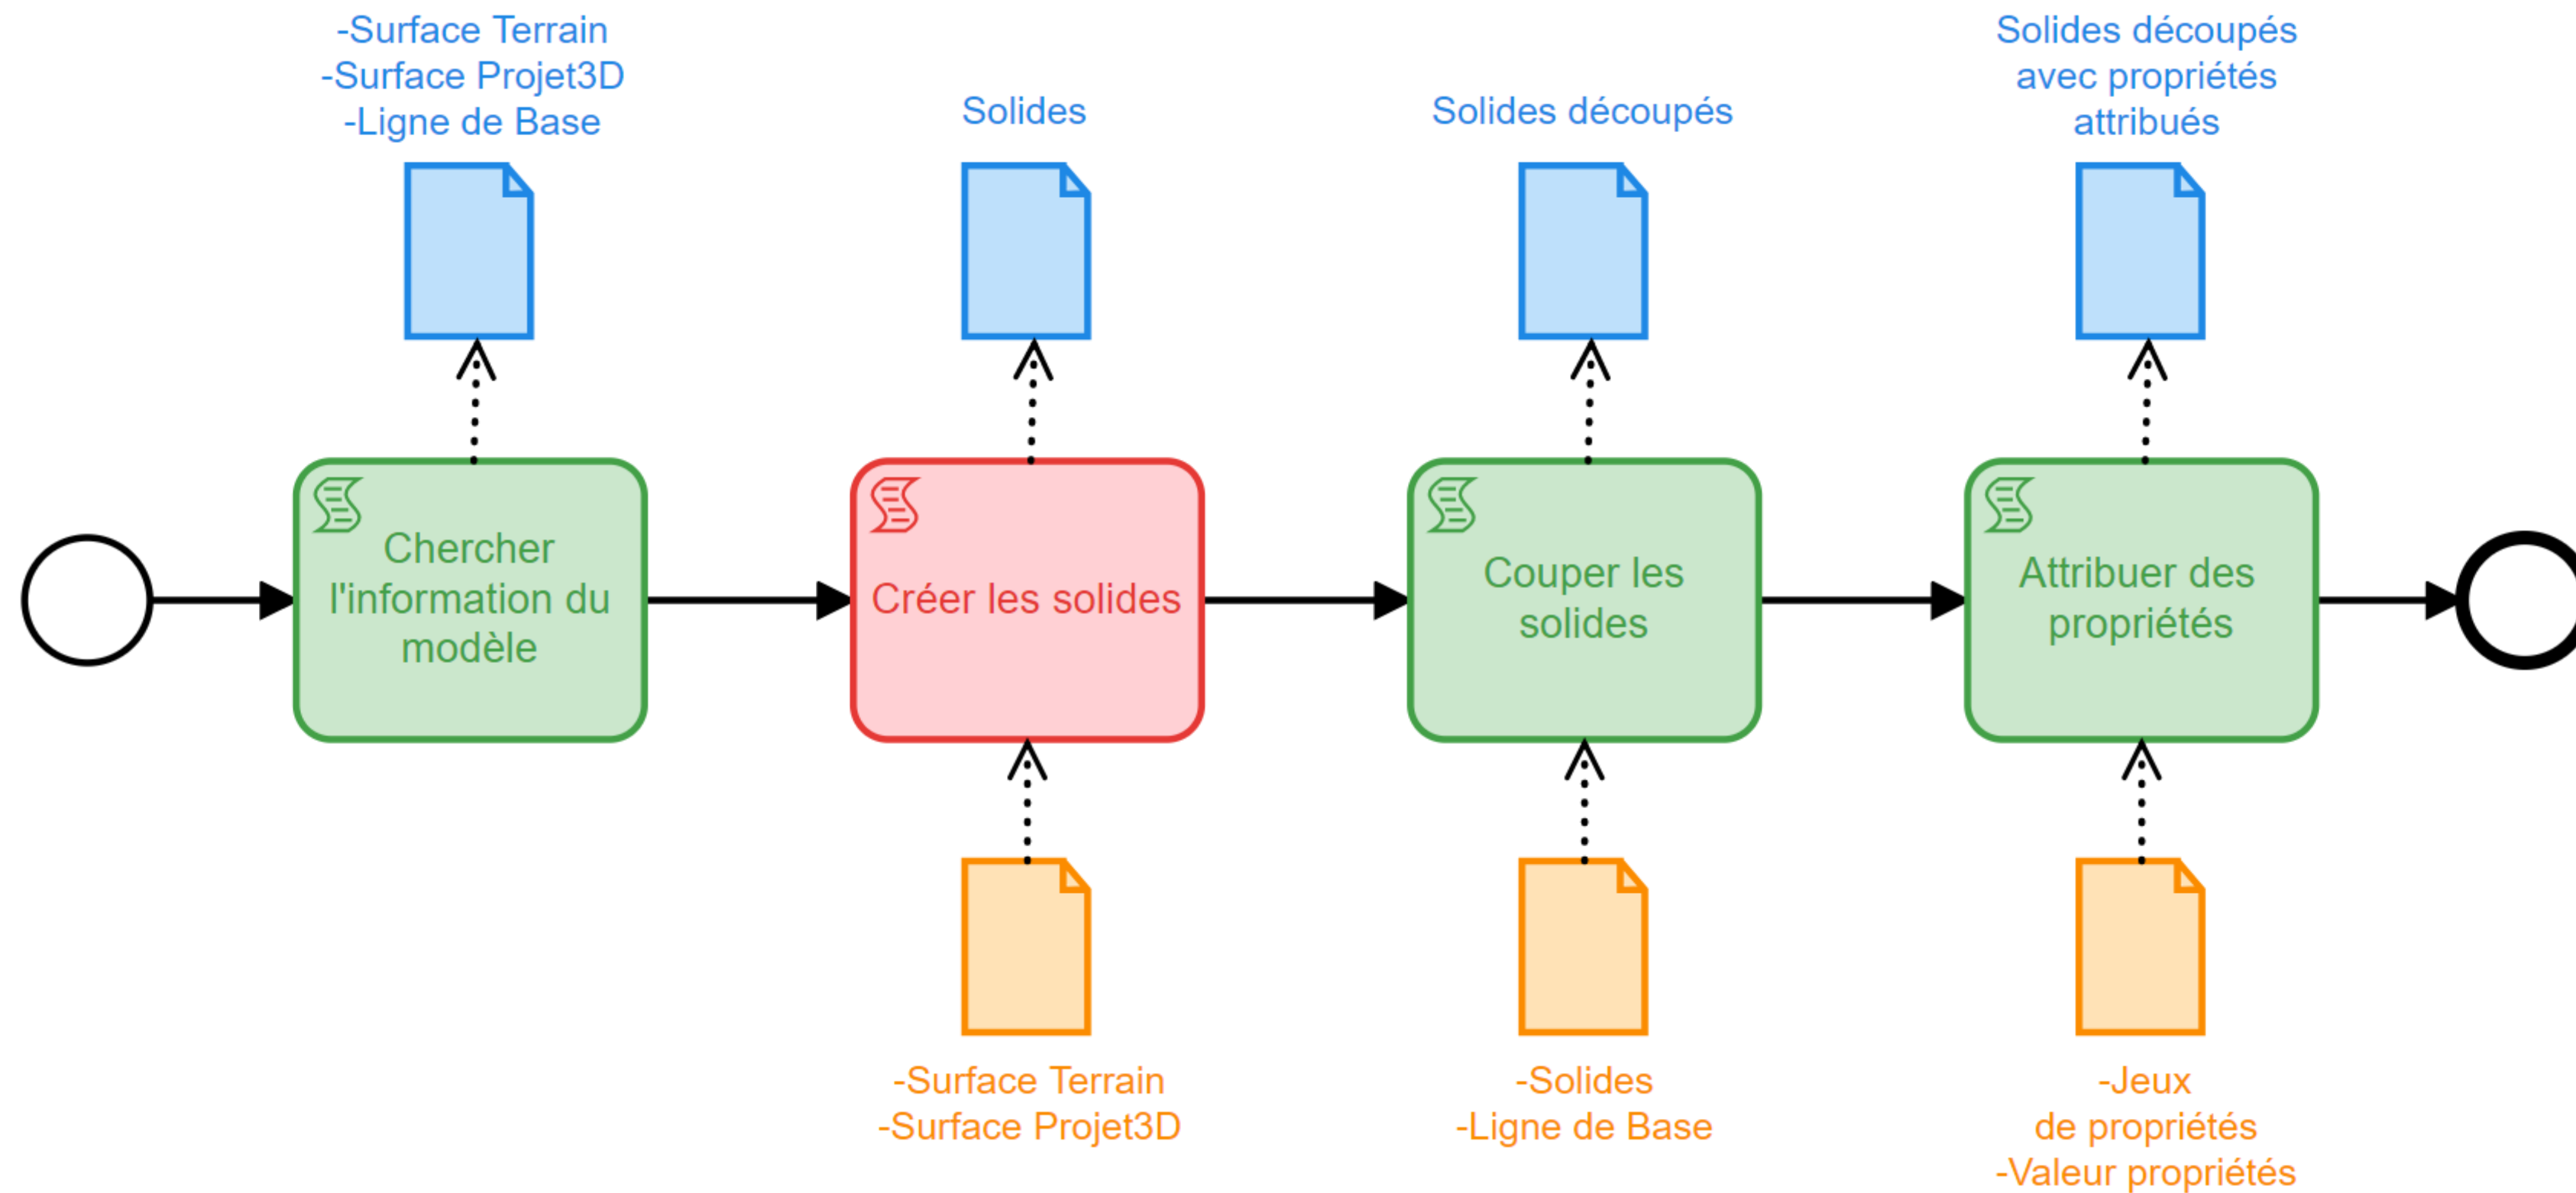 -Surface Terrain
-Surface Projet3D
-Ligne de Base
Solides
Solides découpés
Solides découpés
avec propriétés
attribués
Chercher
l'information du
modèle
Créer les solides
Couper les
solides
Attribuer des
propriétés
-Surface Terrain
-Surface Projet3D
-Solides
-Ligne de Base
-Jeux
de propriétés
-Valeur propriétés